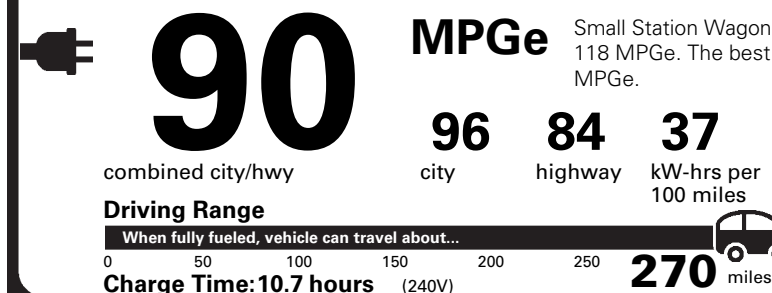 90
MPGe
Small Station Wagon
118 MPGe. The best
MPGe.
combined city/hwy
96
city
84
highway
37
kW-hrs per
100 miles
Driving Range
When fully fueled, vehicle can travel about...
0 50 100 150 200 250 270 miles
Charge Time: 10.7 hours (240V)